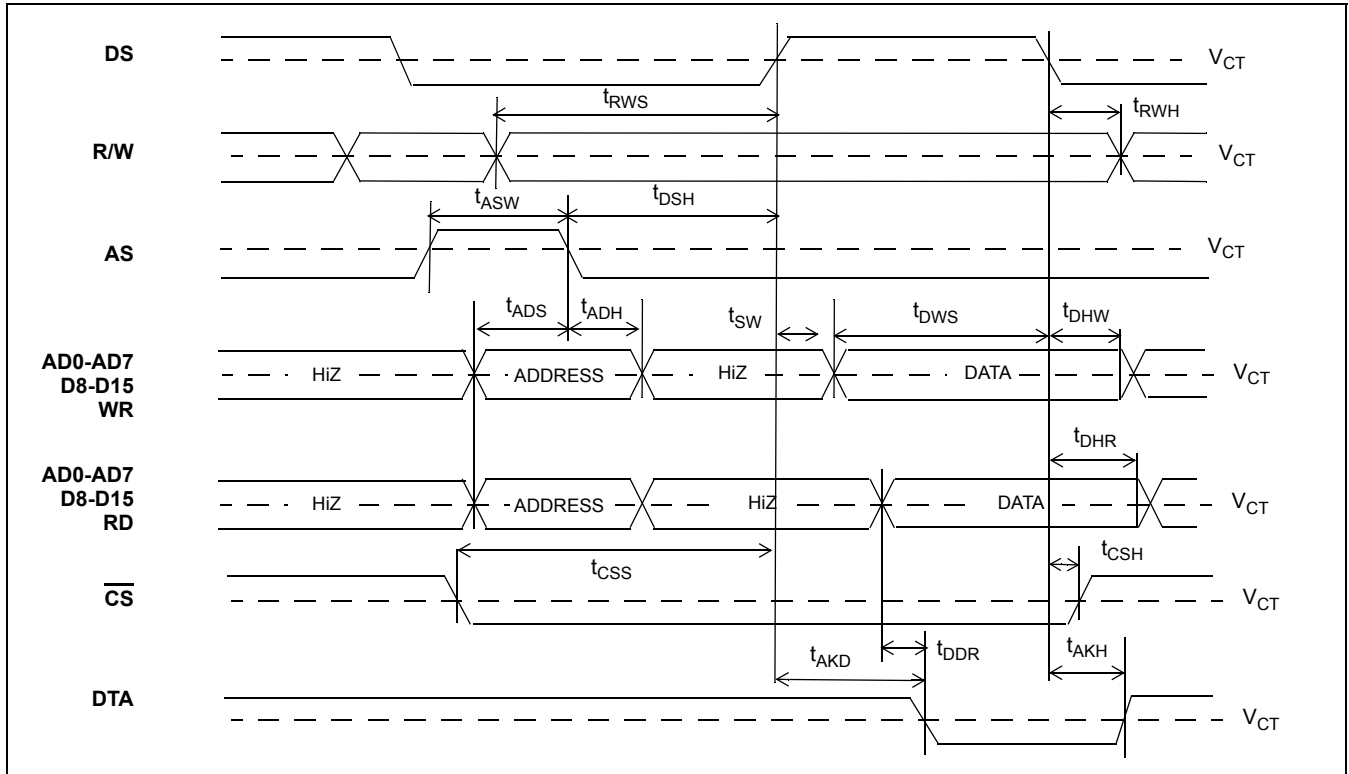 DS
V_CT
t_RWS
t_RWH
R/W
V_CT
t_ASW
t_DSH
AS
V_CT
t_ADS
t_ADH
t_SW
t_DWS
t_DHW
AD0-AD7
D8-D15
WR
HiZ
ADDRESS
HiZ
DATA
V_CT
t_DHR
AD0-AD7
D8-D15
RD
HiZ
ADDRESS
HiZ
DATA
V_CT
t_CSS
t_CSH
CS
V_CT
t_AKD
t_DDR
t_AKH
DTA
V_CT